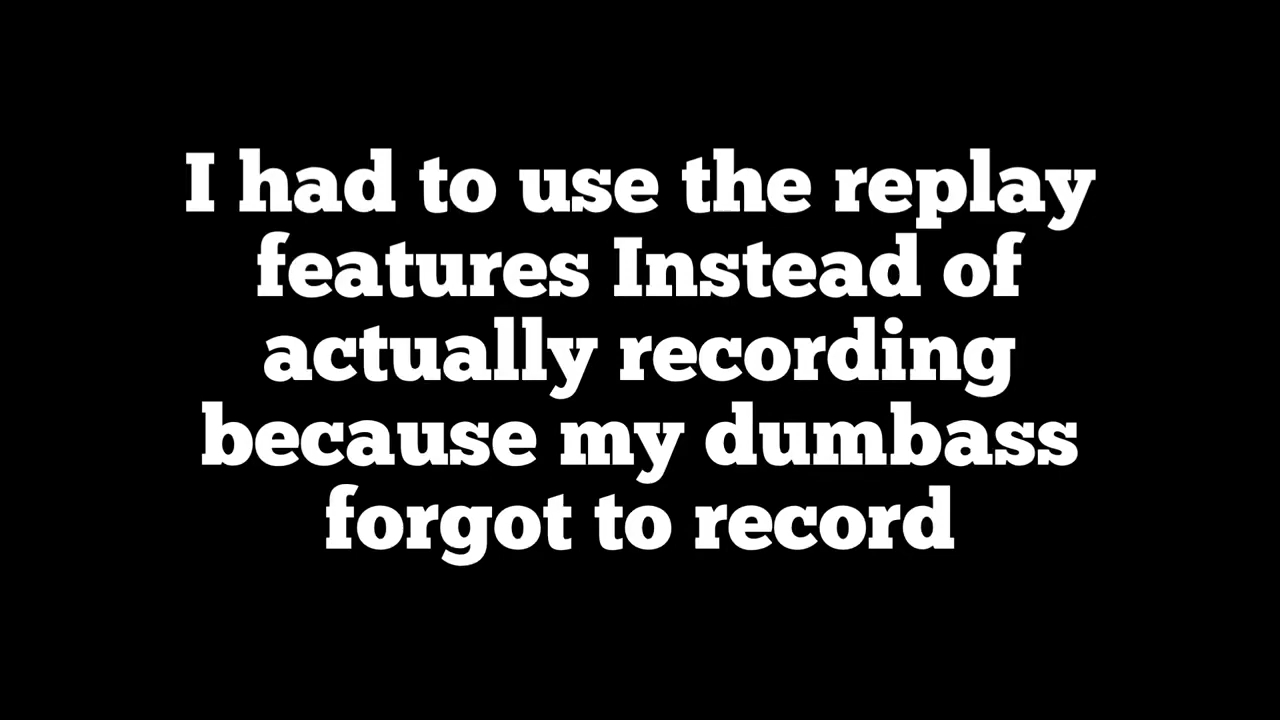 I had to use the replay
features Instead of
actually recording
because my dumbass
forgot to record